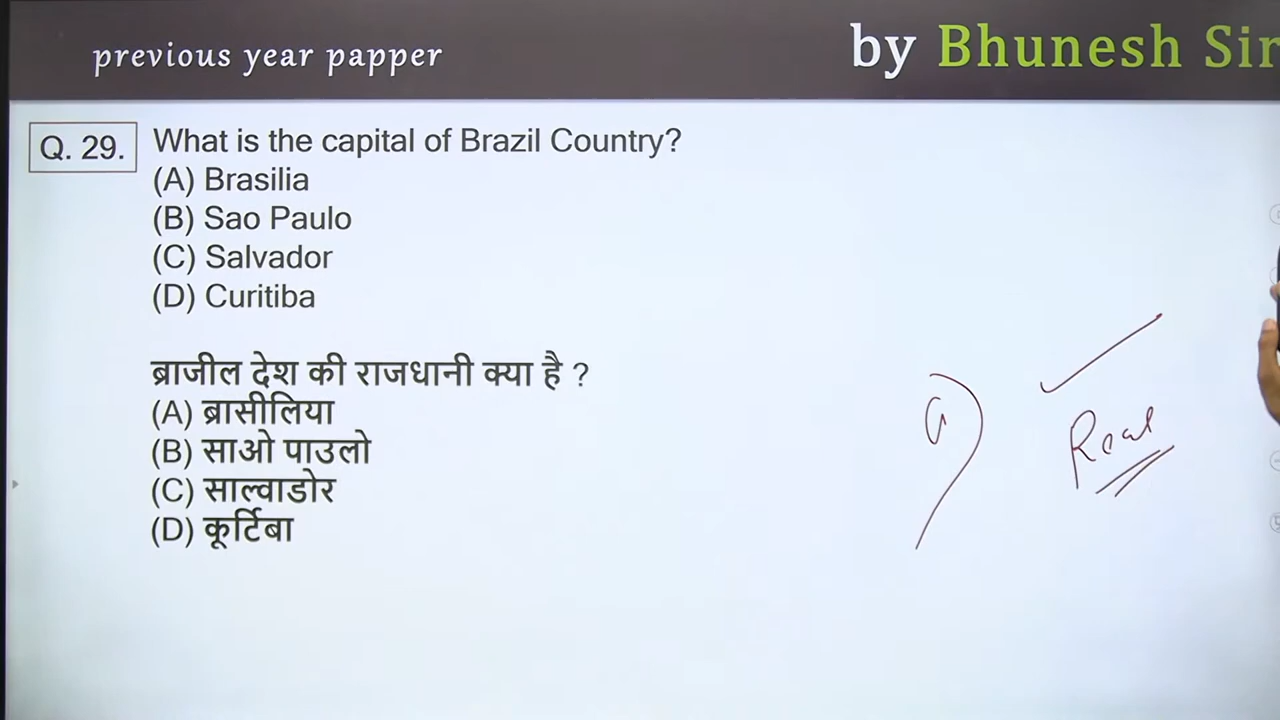 previous year papper
by Bhunesh Sir
Q. 29. What is the capital of Brazil Country?
(A) Brasilia
(B) Sao Paulo
(C) Salvador
(D) Curitiba
ब्राजील देश की राजधानी क्या है ?
(A) ब्रासीलिया
(B) साओ पाउलो
(C) साल्वाडोर
(D) कूर्टिबा
a)
Real